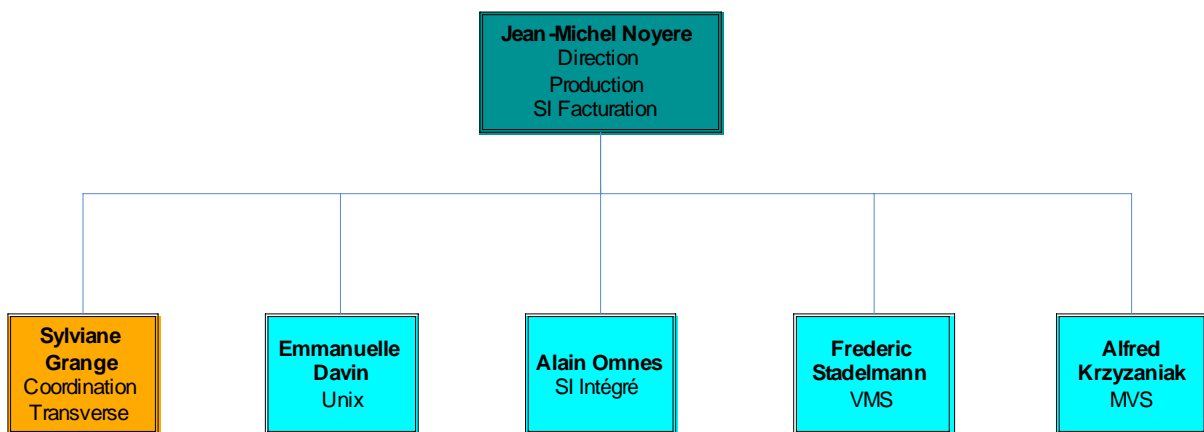 Jean-Michel Noyere
Direction
Production
SI Facturation
Sylviane
Grange
Coordination
Transverse
Emmanuelle
Davin
Unix
Alain Omnes
SI Intégré
Frederic
Stadelmann
VMS
Alfred
Krzyzaniak
MVS